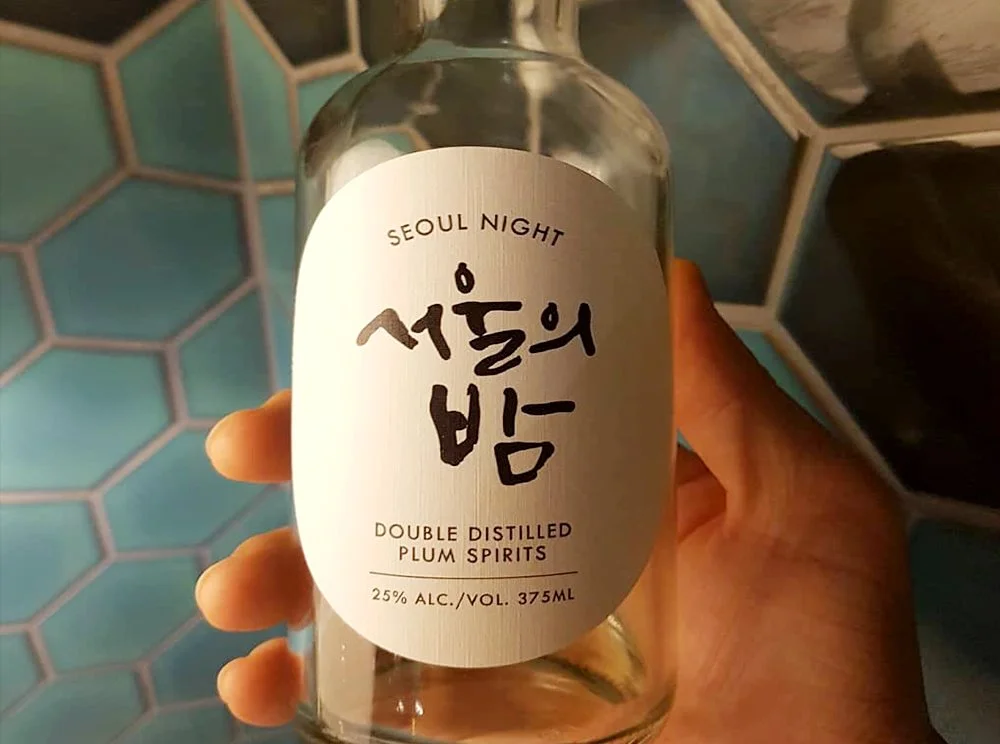 SEOUL NIGHT
서울의
밤
DOUBLE DISTILLED
PLUM SPIRITS
25% ALC./VOL. 375ML